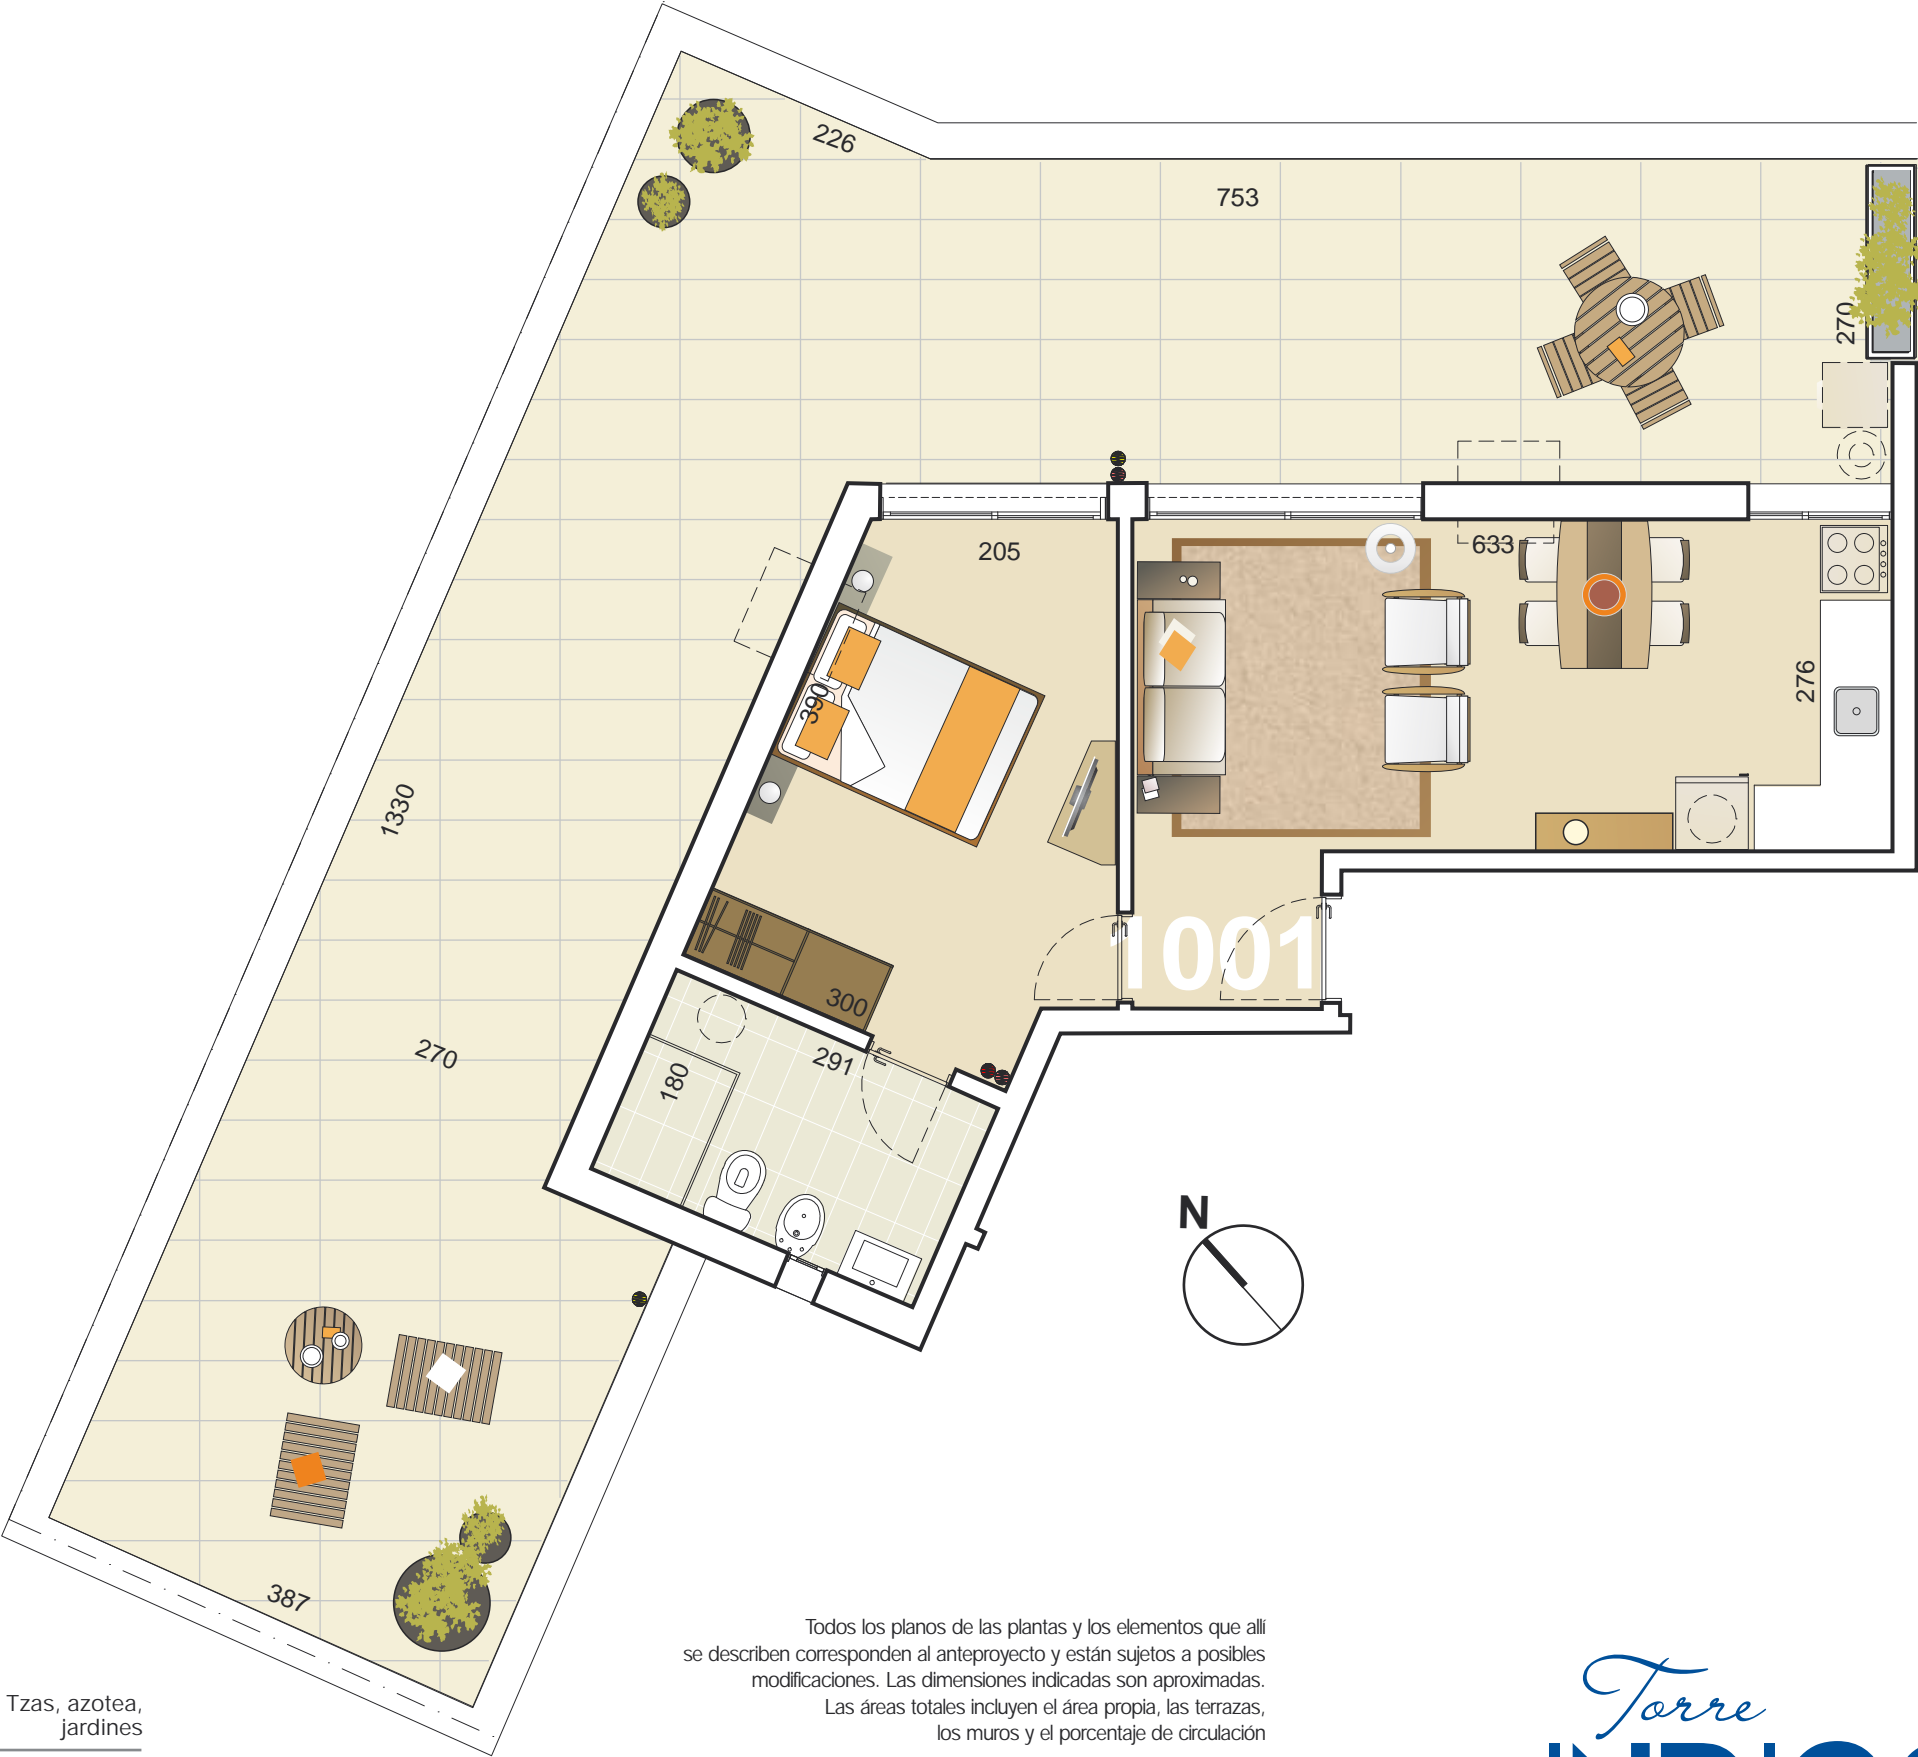 226
753
270
205
633
390
276
1330
1001
300
291
180
270
N
387
Todos los planos de las plantas y los elementos que allí
se describen corresponden al anteproyecto y están sujetos a posibles
modificaciones. Las dimensiones indicadas son aproximadas.
Las áreas totales incluyen el área propia, las terrazas,
los muros y el porcentaje de circulación
Tzas, azotea,
jardines
Torre